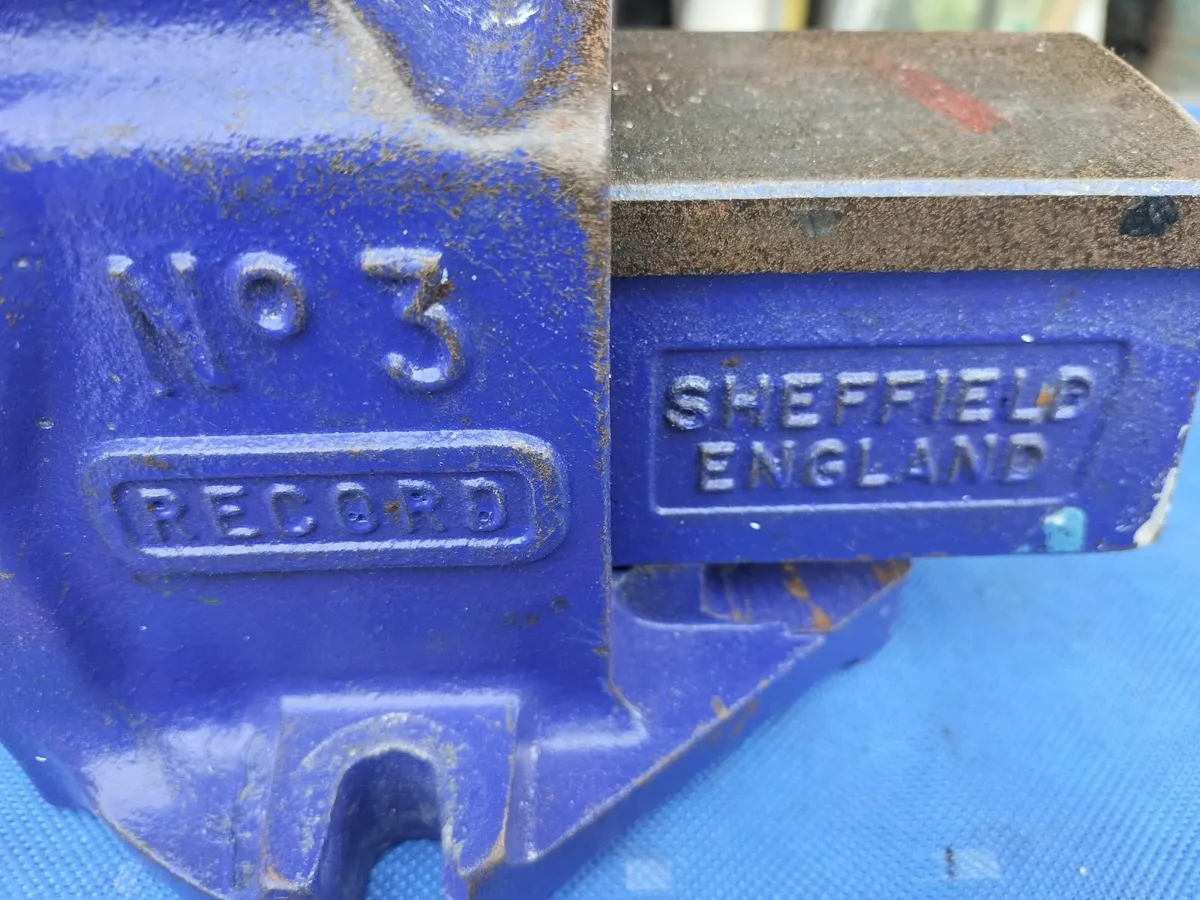 Nº 3
RECORD
SHEFFIELD
ENGLAND